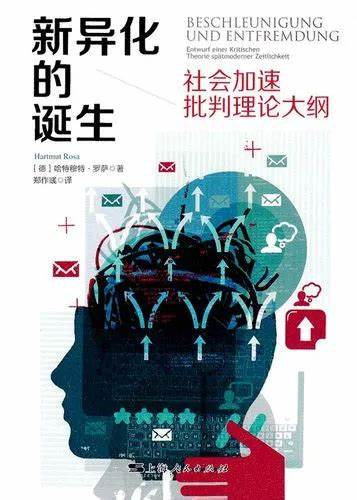 新异化
的
诞生
BESCHLEUNIGUNG
UND ENTFREMDUNG
Entwurf einer Kritischen
Theorie spätmoderner Zeitlichkeit
社会加速
批判理论大纲
Hartmut Rosa
[德]哈特穆特·罗萨 著
郑作彧 译
上海人民出版社